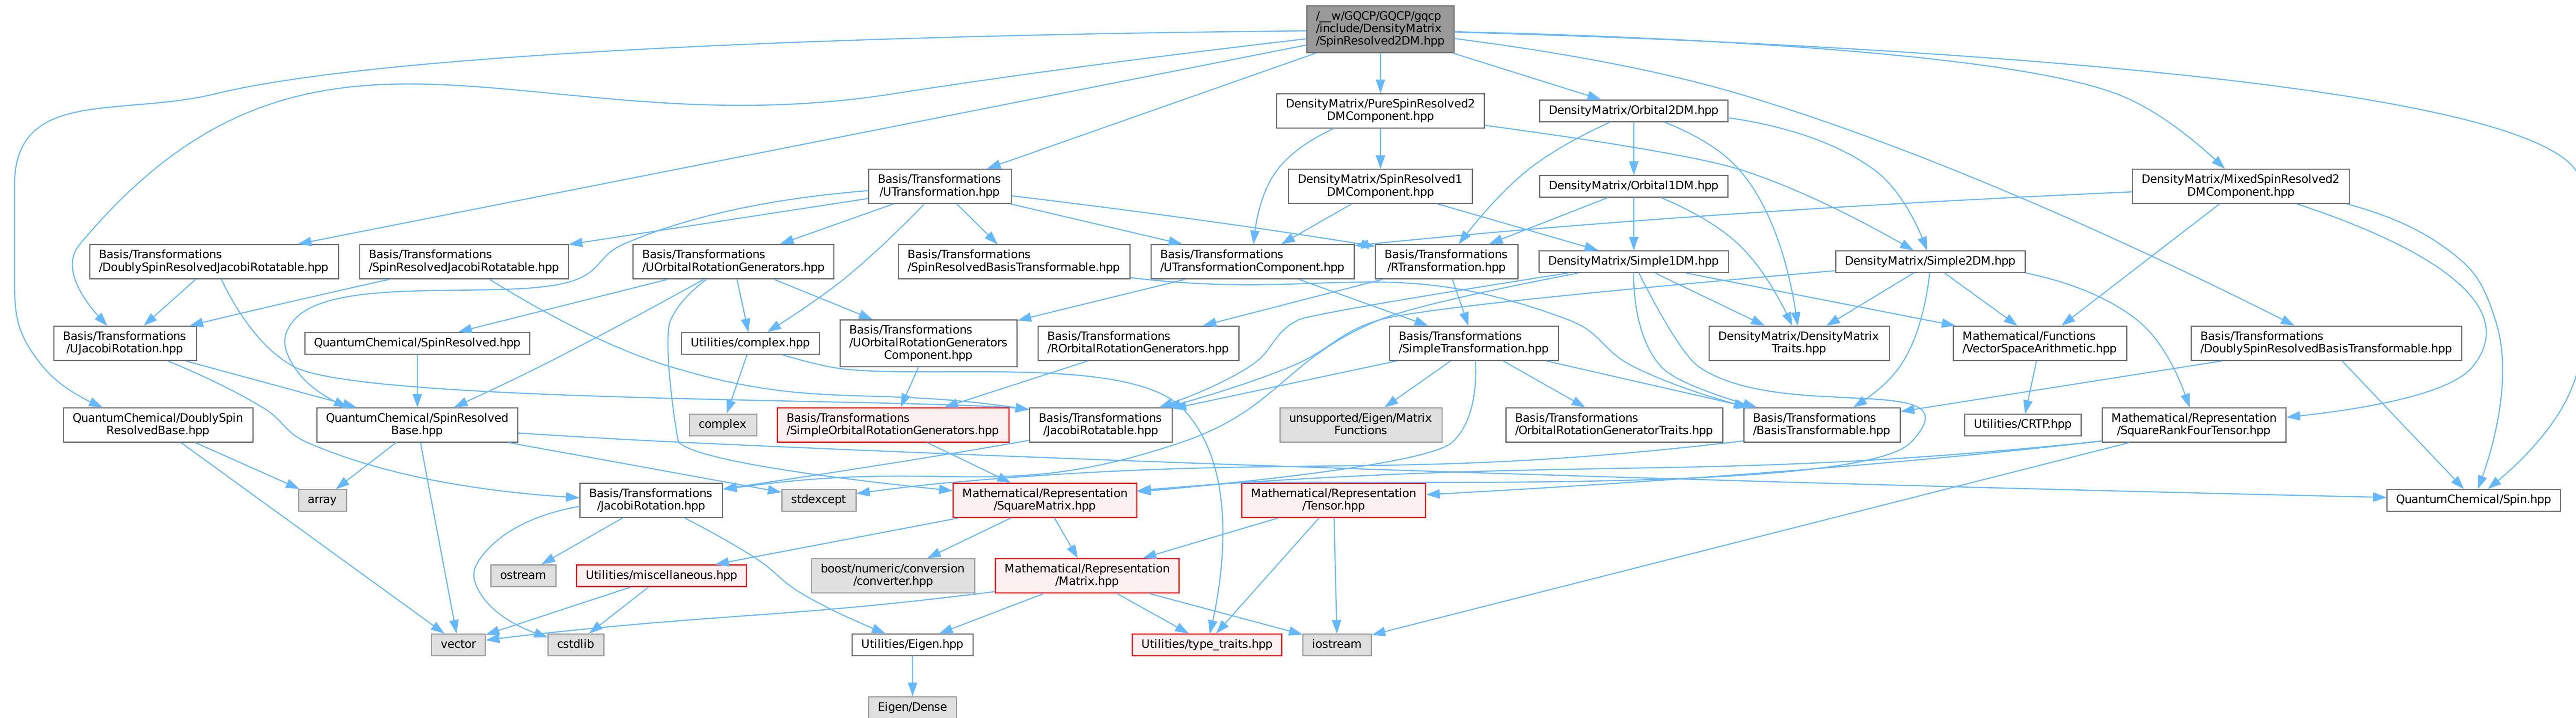 /__w/GQCP/GQCP/gqcp
/include/DensityMatrix
/SpinResolved2DM.hpp
DensityMatrix/PureSpinResolved2
DMComponent.hpp
DensityMatrix/Orbital2DM.hpp
Basis/Transformations
/UTransformation.hpp
DensityMatrix/SpinResolved1
DMComponent.hpp
DensityMatrix/Orbital1DM.hpp
DensityMatrix/MixedSpinResolved2
DMComponent.hpp
Basis/Transformations
/DoublySpinResolvedJacobiRotatable.hpp
Basis/Transformations
/SpinResolvedJacobiRotatable.hpp
Basis/Transformations
/UOrbitalRotationGenerators.hpp
Basis/Transformations
/SpinResolvedBasisTransformable.hpp
Basis/Transformations
/UTransformationComponent.hpp
Basis/Transformations
/RTransformation.hpp
DensityMatrix/Simple1DM.hpp
DensityMatrix/Simple2DM.hpp
Basis/Transformations
/UJacobiRotation.hpp
QuantumChemical/SpinResolved.hpp
Utilities/complex.hpp
Basis/Transformations
/UOrbitalRotationGenerators
Component.hpp
Basis/Transformations
/ROrbitalRotationGenerators.hpp
Basis/Transformations
/SimpleTransformation.hpp
DensityMatrix/DensityMatrix
Traits.hpp
Mathematical/Functions
/VectorSpaceArithmetic.hpp
Basis/Transformations
/DoublySpinResolvedBasisTransformable.hpp
QuantumChemical/DoublySpin
ResolvedBase.hpp
QuantumChemical/SpinResolved
Base.hpp
complex
Basis/Transformations
/SimpleOrbitalRotationGenerators.hpp
Basis/Transformations
/JacobiRotatable.hpp
unsupported/Eigen/Matrix
Functions
Basis/Transformations
/OrbitalRotationGeneratorTraits.hpp
Basis/Transformations
/BasisTransformable.hpp
Utilities/CRTP.hpp
Mathematical/Representation
/SquareRankFourTensor.hpp
array
Basis/Transformations
/JacobiRotation.hpp
stdexcept
Mathematical/Representation
/SquareMatrix.hpp
Mathematical/Representation
/Tensor.hpp
QuantumChemical/Spin.hpp
ostream
Utilities/miscellaneous.hpp
boost/numeric/conversion
/converter.hpp
Mathematical/Representation
/Matrix.hpp
vector
cstdlib
Utilities/Eigen.hpp
Utilities/type_traits.hpp
iostream
Eigen/Dense